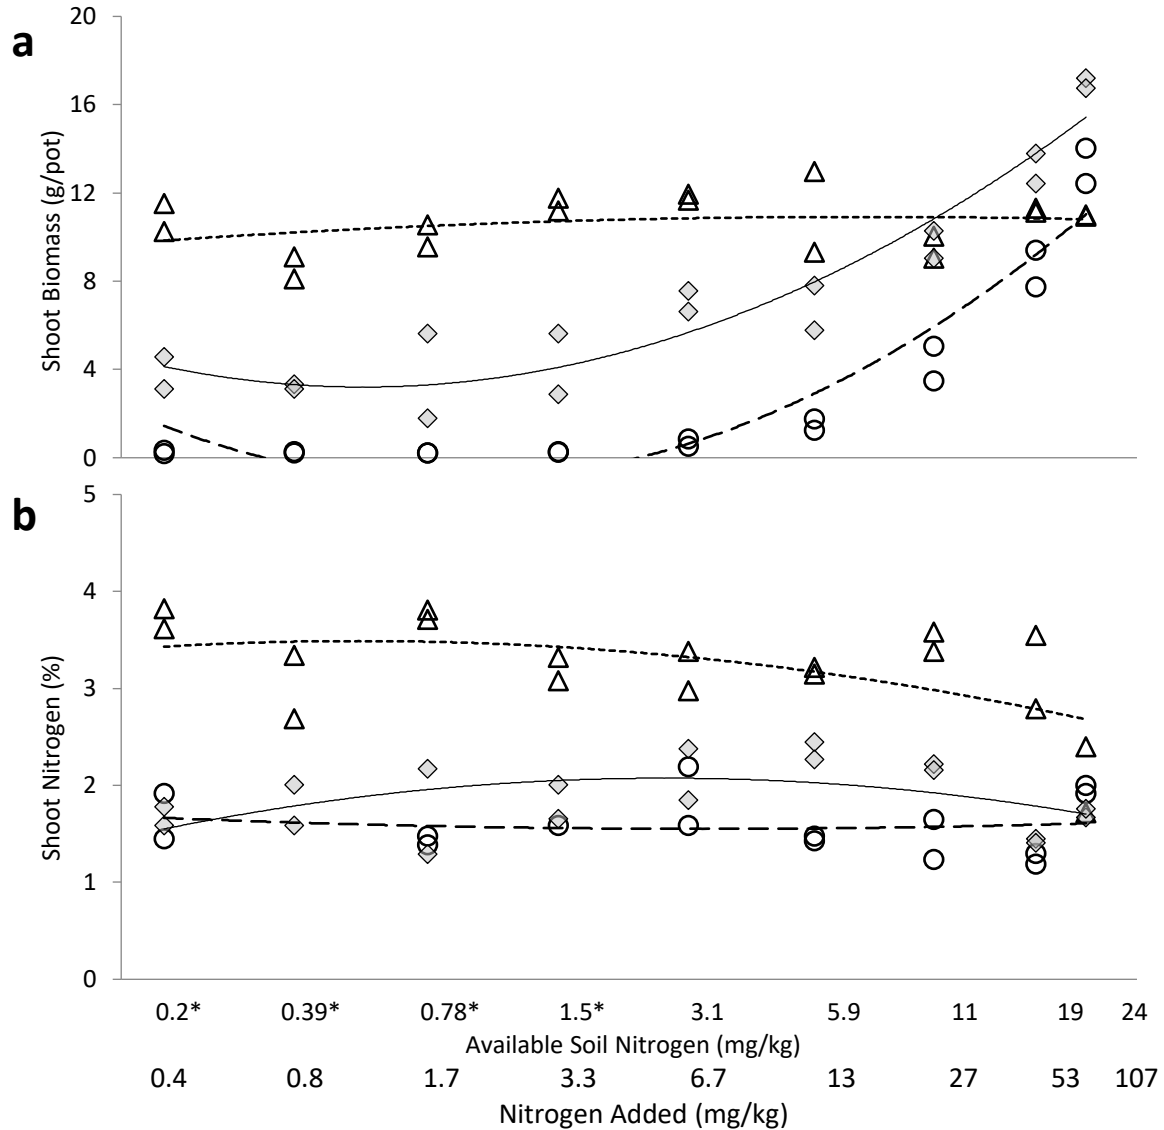 a
20
16
12
8
4
0
Shoot Biomass (g/pot)
b
5
4
3
2
1
0
Shoot Nitrogen (%)
0.2* 0.39* 0.78* 1.5* 3.1 5.9 11 19 24
Available Soil Nitrogen (mg/kg)
0.4 0.8 1.7 3.3 6.7 13 27 53 107
Nitrogen Added (mg/kg)